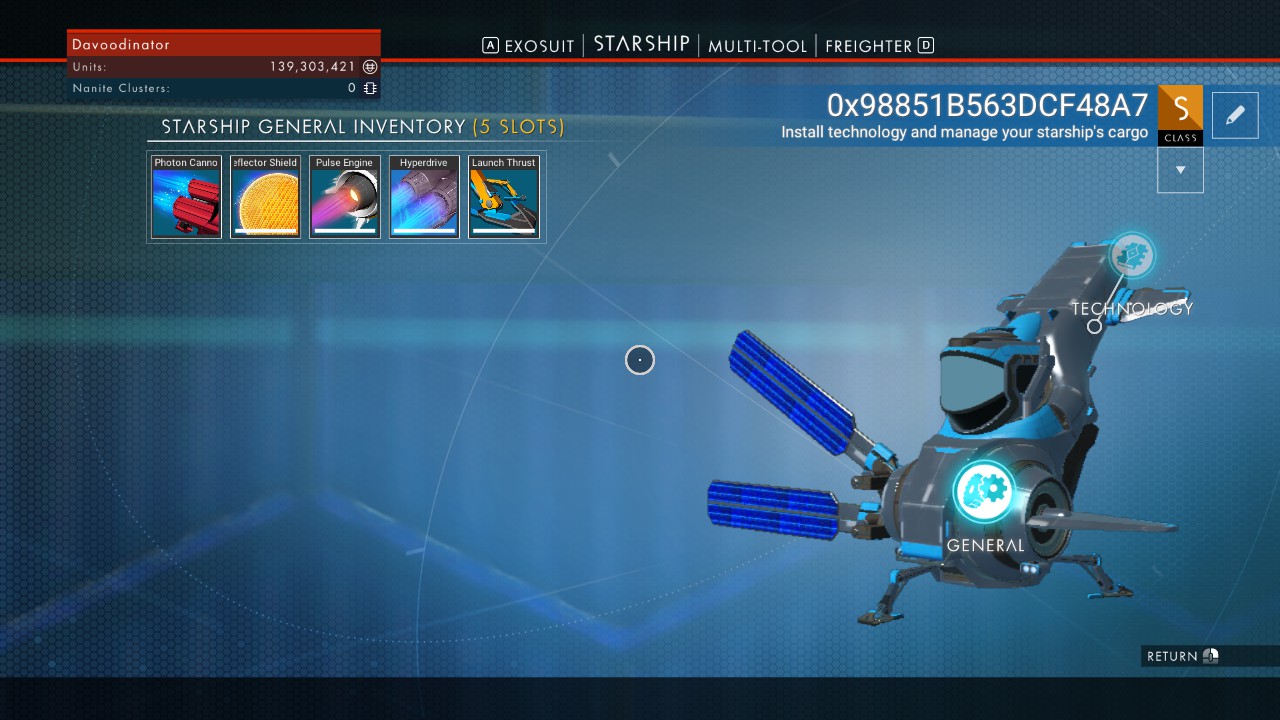 Davoodinator
Units: 139,303,421
Nanite Clusters: 0
A EXOSUIT STARSHIP MULTI-TOOL FREIGHTER D
0x98851B563DCF48A7
Install technology and manage your starship's cargo
S
CLASS
STARSHIP GENERAL INVENTORY (5 SLOTS)
Photon Canno eflector Shield Pulse Engine Hyperdrive Launch Thrust
TECHNOLOGY
GENERAL
RETURN